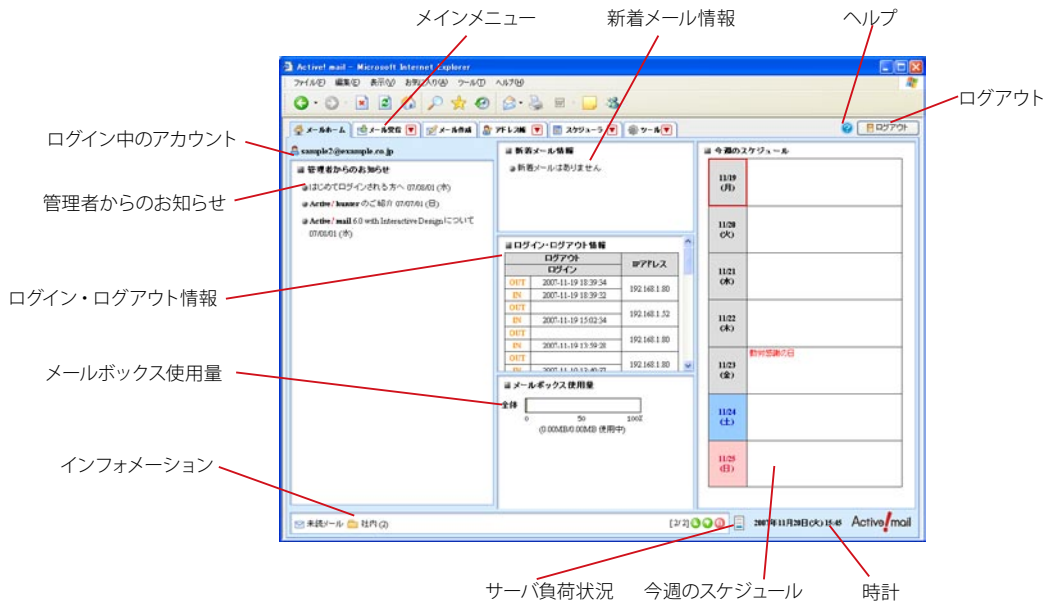 メインメニュー
新着メール情報
ヘルプ
ログアウト
ログイン中のアカウント
管理者からのお知らせ
ログイン・ログアウト情報
メールボックス使用量
インフォメーション
サーバ負荷状況
今週のスケジュール
時計
Active! mail - Microsoft Internet Explorer
ファイル(F) 編集(E) 表示(V) お気に入り(A) ツール(T) ヘルプ(H)
メールホーム メール受信 メール作成 アドレス帳 スケジューラ ツール ログアウト
sample2@example.co.jp
管理者からのお知らせ
はじめてログインされる方へ 07/08/01 (水)
Active! hunter のご紹介 07/07/01 (日)
Active! mail 6.0 with Interactive Designについて
07/08/01 (水)
新着メール情報
新着メールはありません
ログイン・ログアウト情報
ログアウト
ログイン
IPアドレス
OUT 2007-11-19 18:39:54
IN 2007-11-19 18:39:32
192.168.1.80
OUT
IN 2007-11-19 15:02:54
192.168.1.52
OUT
IN 2007-11-19 13:59:28
192.168.1.80
OUT
IN
192.168.1.80
メールボックス使用量
全体
0 50 100%
(0.00MB/0.00MB 使用中)
今週のスケジュール
11/19
(月)
11/20
(火)
11/21
(水)
11/22
(木)
11/23
(金)
勤労感謝の日
11/24
(土)
11/25
(日)
未読メール 社内 (2)
[2/2]
2007年11月20日(火) 15:45
Active! mail